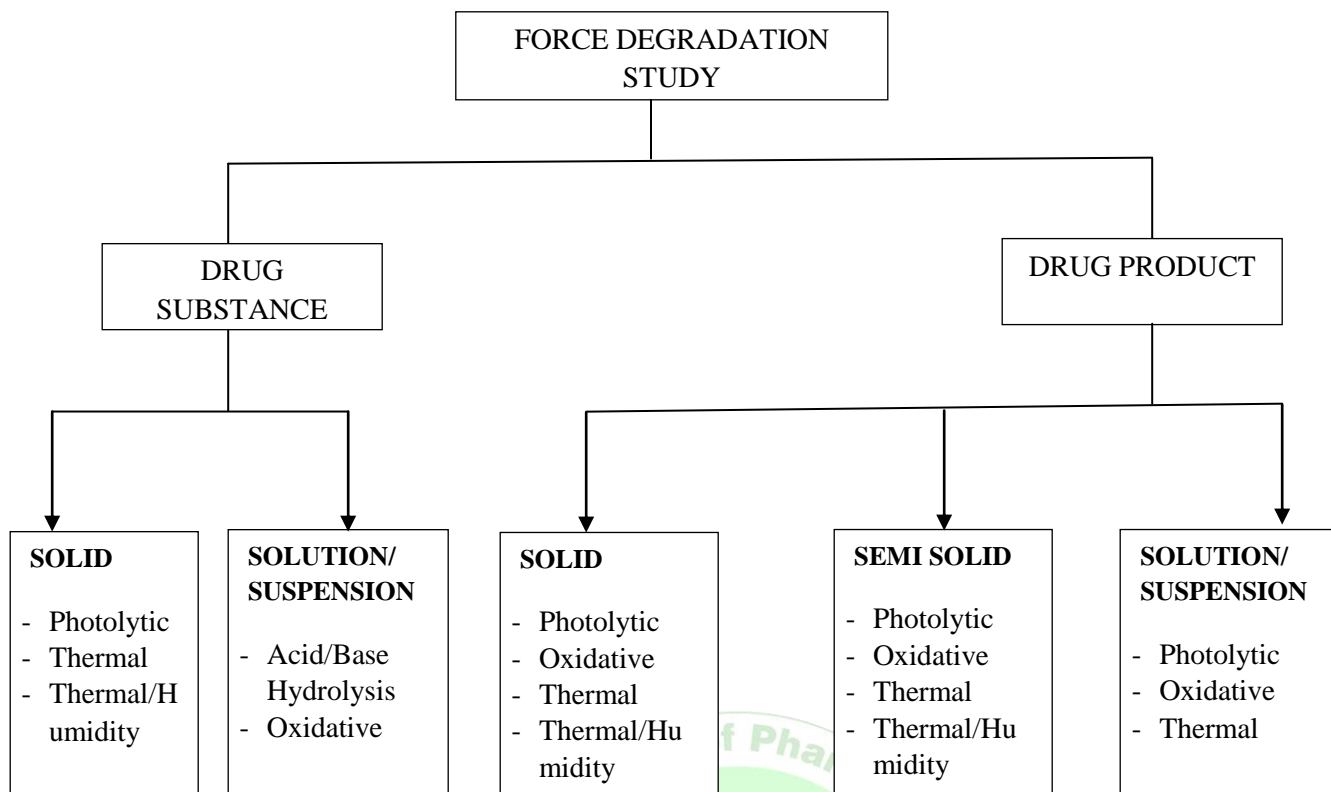 FORCE DEGRADATION
STUDY
DRUG
SUBSTANCE
DRUG PRODUCT
SOLID
- Photolytic
- Thermal
- Thermal/H
umidity
SOLUTION/
SUSPENSION
- Acid/Base
Hydrolysis
- Oxidative
SOLID
- Photolytic
- Oxidative
- Thermal
- Thermal/Hu
midity
SEMI SOLID
- Photolytic
- Oxidative
- Thermal
- Thermal/Hu
midity
SOLUTION/
SUSPENSION
- Photolytic
- Oxidative
- Thermal